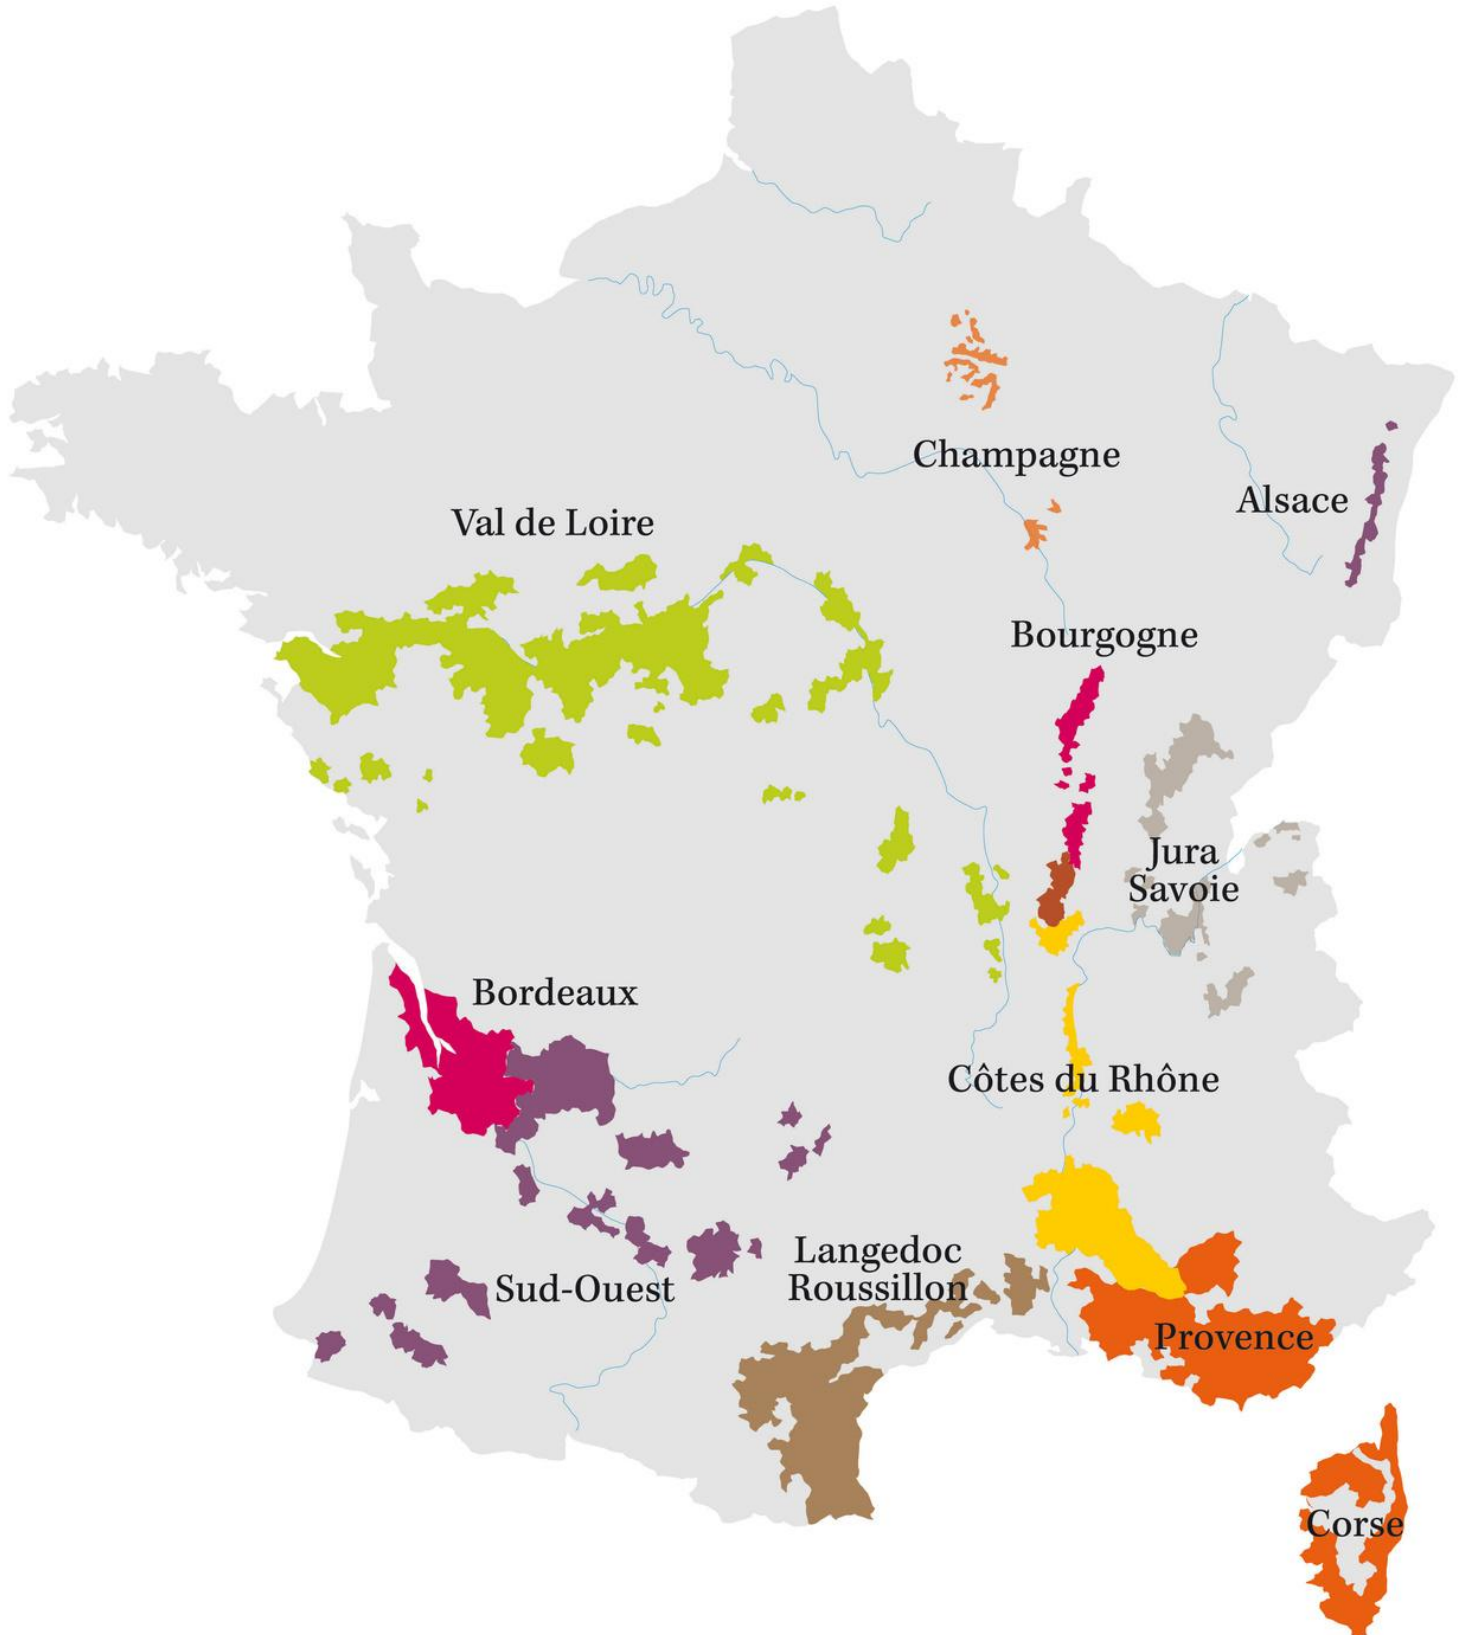 Champagne
Alsace
Val de Loire
Bourgogne
Jura
Savoie
Bordeaux
Côtes du Rhône
Langedoc
Roussillon
Sud-Ouest
Provence
Corse